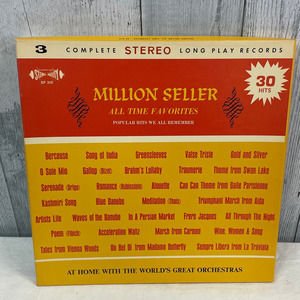 3 COMPLETE STEREO LONG PLAY RECORDS
MILLION SELLER
ALL TIME FAVORITES
POPULAR HITS WE ALL REMEMBER
30
HITS
Berceuse Song of India Greensleeves Valse Triste Gold and Silver
O Sole Mio Gallop (Bizet) Brahm's Lullaby Traumerie Theme from Swan Lake
Serenade (Drigo) Romance (Rubinstein) Alouette Can Can Theme from Gaite Parisienne
Kashmiri Song Blue Danube Meditation (Thais) Triumphant March from Aida
Artists Life Waves of the Danube In A Persian Market Frere Jacques All Through The Night
Poem (Fibich) Acceleration Waltz March from Carmen Wine, Women & Song
Tales from Vienna Woods Un Bel Di from Madame Butterfly Sempre Libera from La Traviata
AT HOME WITH THE WORLD'S GREAT ORCHESTRAS